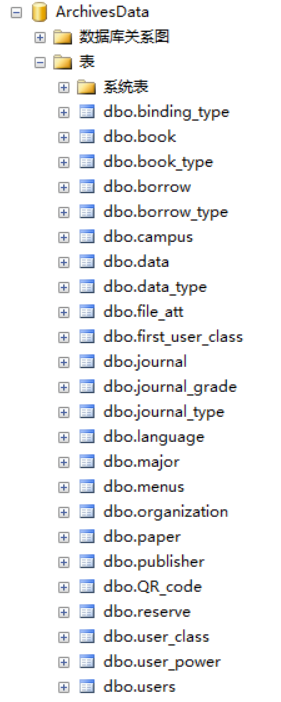 ArchivesData
数据库关系图
表
系统表
dbo.binding_type
dbo.book
dbo.book_type
dbo.borrow
dbo.borrow_type
dbo.campus
dbo.data
dbo.data_type
dbo.file_att
dbo.first_user_class
dbo.journal
dbo.journal_grade
dbo.journal_type
dbo.language
dbo.major
dbo.menus
dbo.organization
dbo.paper
dbo.publisher
dbo.QR_code
dbo.reserve
dbo.user_class
dbo.user_power
dbo.users